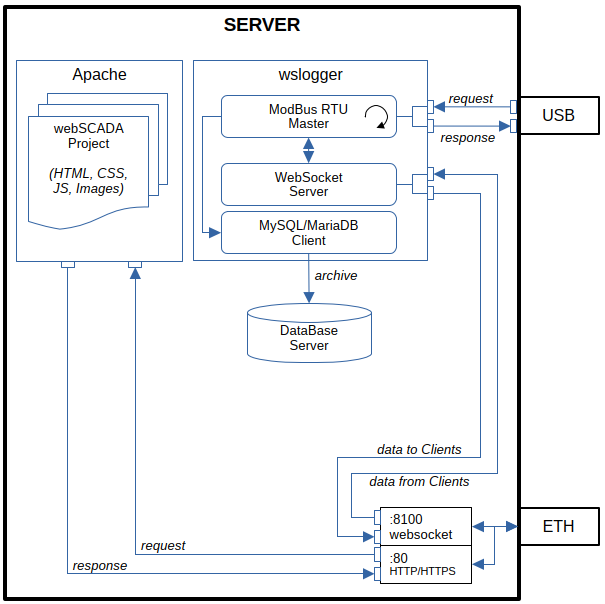 SERVER
Apache
webSCADA
Project
(HTML, CSS,
JS, Images)
wslogger
ModBus RTU
Master
WebSocket
Server
MySQL/MariaDB
Client
archive
DataBase
Server
request
response
USB
data to Clients
data from Clients
:8100
websocket
:80
HTTP/HTTPS
ETH
request
response